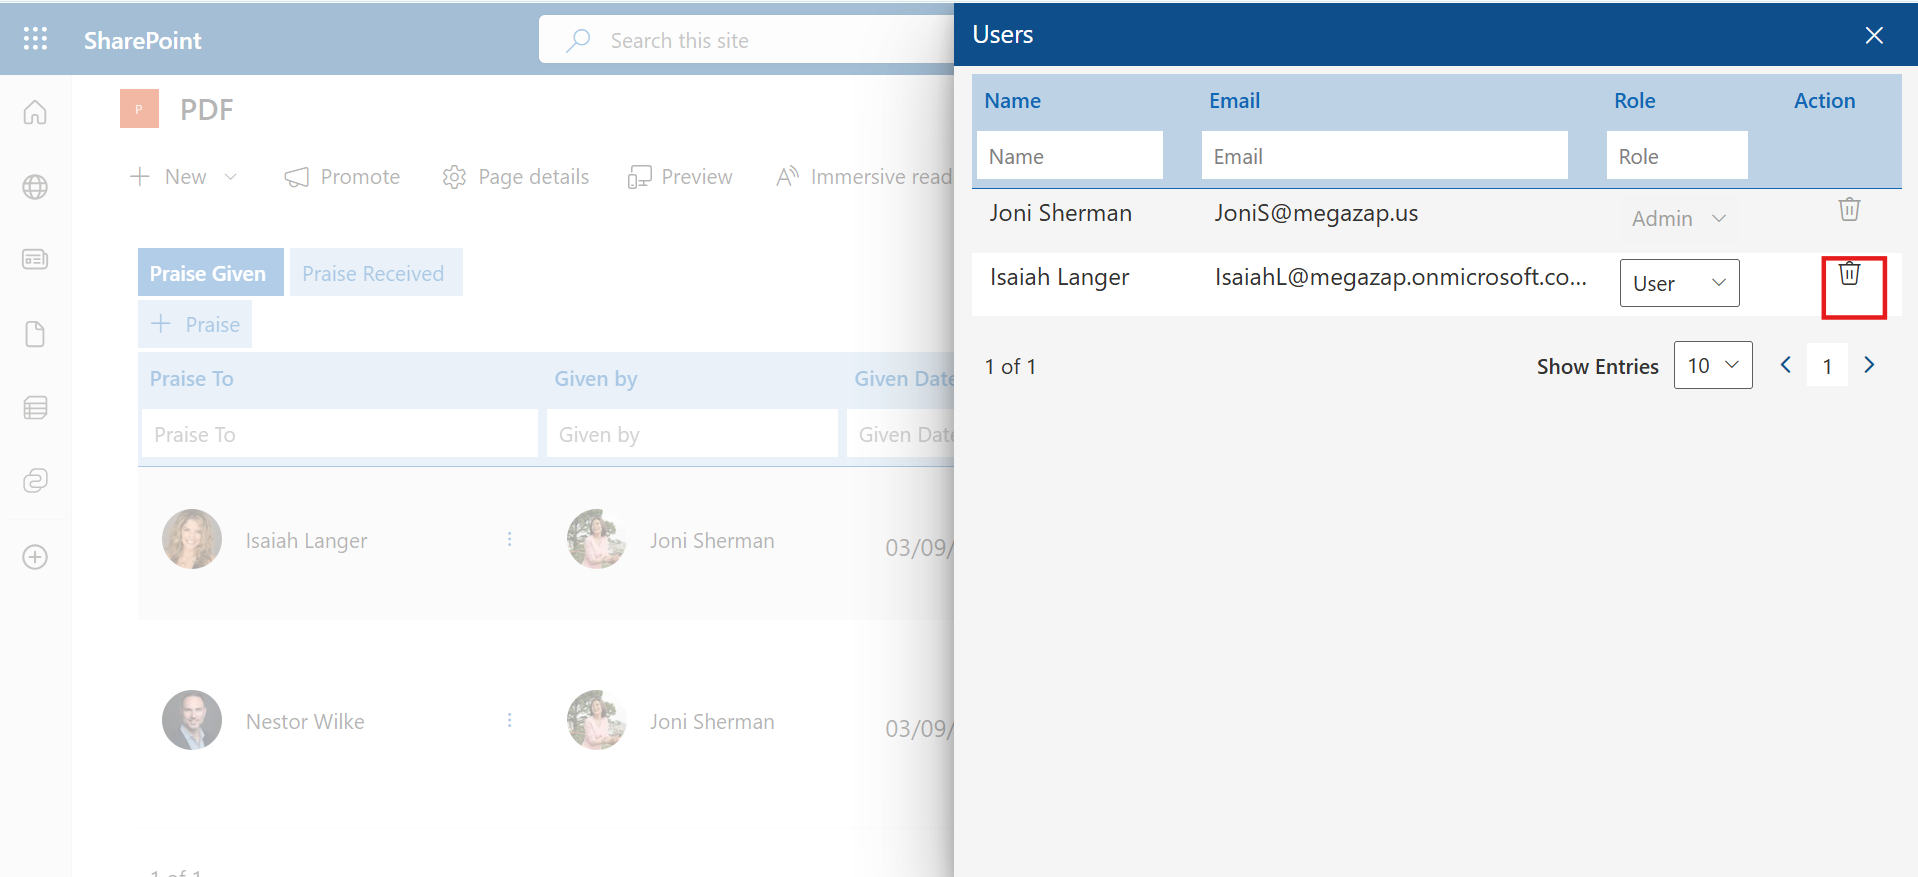 SharePoint
Search this site
P
PDF
New
Promote
Page details
Preview
Immersive read
Praise Given
Praise Received
Praise
Praise To
Given by
Given Date
Praise To
Given by
Given Date
Isaiah Langer
Joni Sherman
03/09/
Nestor Wilke
Joni Sherman
03/09/
1 of 1
Users
Name
Email
Role
Action
Name
Email
Role
Joni Sherman
JoniS@megazap.us
Admin
Isaiah Langer
IsaiahL@megazap.onmicrosoft.co...
User
1 of 1
Show Entries
10
1